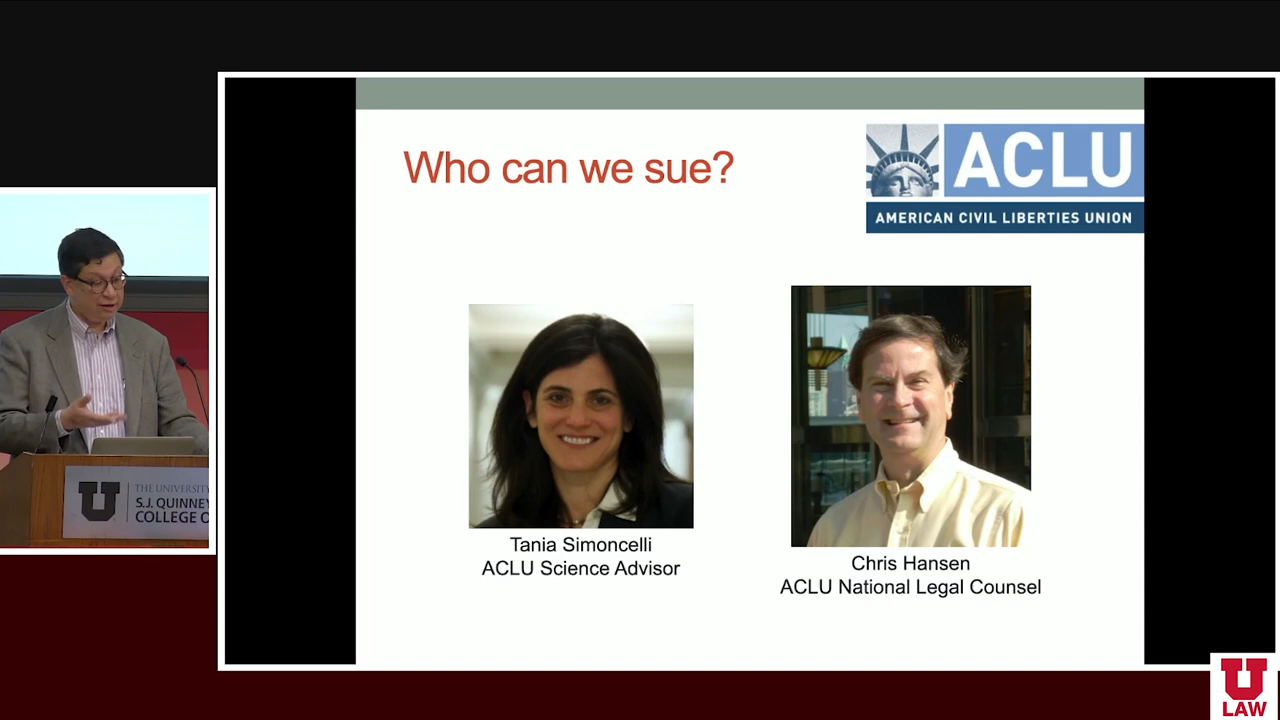 Who can we sue?
ACLU
AMERICAN CIVIL LIBERTIES UNION
Tania Simoncelli
ACLU Science Advisor
Chris Hansen
ACLU National Legal Counsel
U
THE UNIVERSITY
S.J. QUINNEY
COLLEGE O
U
LAW